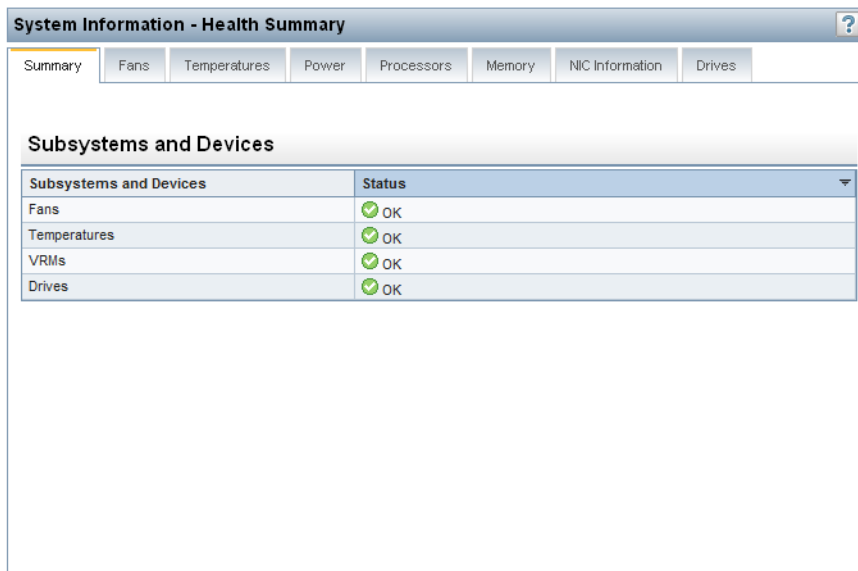 System Information - Health Summary ?
Summary Fans Temperatures Power Processors Memory NIC Information Drives
Subsystems and Devices
Subsystems and Devices Status
Fans OK
Temperatures OK
VRMs OK
Drives OK